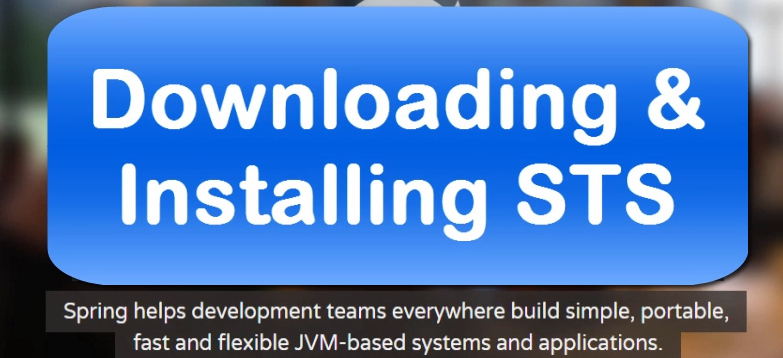 Downloading &
Installing STS
Spring helps development teams everywhere build simple, portable,
fast and flexible JVM-based systems and applications.